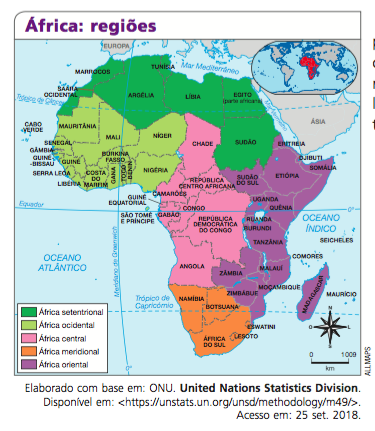 África: regiões
EUROPA
Mar Mediterrâneo
MARROCOS
TUNÍSIA
SAARA
OCIDENTAL
ARGÉLIA
LÍBIA
EGITO
(parte africana)
ÁSIA
CABO
VERDE
MAURITÂNIA
MALI
NÍGER
CHADE
SUDÃO
ERITREIA
DJIBUTI
SENEGAL
GÂMBIA
GUINÉ
-BISSAU
GUINÉ
SERRA LEOA
LIBÉRIA
COSTA
DO
MARFIM
BURKINA
FASSO
GANA
TOGO
BENIN
NIGÉRIA
CAMARÕES
REPÚBLICA
CENTRO AFRICANA
SUDÃO
DO SUL
ETIÓPIA
SOMÁLIA
GUINÉ
EQUATORIAL
SÃO TOMÉ
E PRÍNCIPE
GABÃO
CONGO
REPÚBLICA
DEMOCRÁTICA
DO CONGO
UGANDA
QUÊNIA
RUANDA
BURUNDI
TANZÂNIA
Equador
OCEANO
ÍNDICO
SEICHELES
OCEANO
ATLÂNTICO
Meridiano de Greenwich
ANGOLA
ZÂMBIA
MALAUÍ
COMORES
MOÇAMBIQUE
ZIMBÁBUE
MADAGASCAR
MAURÍCIO
Trópico de
Capricórnio
NAMÍBIA
BOTSUANA
ESSUATINI
LESOTO
ÁFRICA
DO SUL
África setentrional
África ocidental
África central
África meridional
África oriental
0
1009
km
ALLMAPS
Elaborado com base em: ONU. United Nations Statistics Division.
Disponível em: <https://unstats.un.org/unsd/methodology/m49/>.
Acesso em: 25 set. 2018.